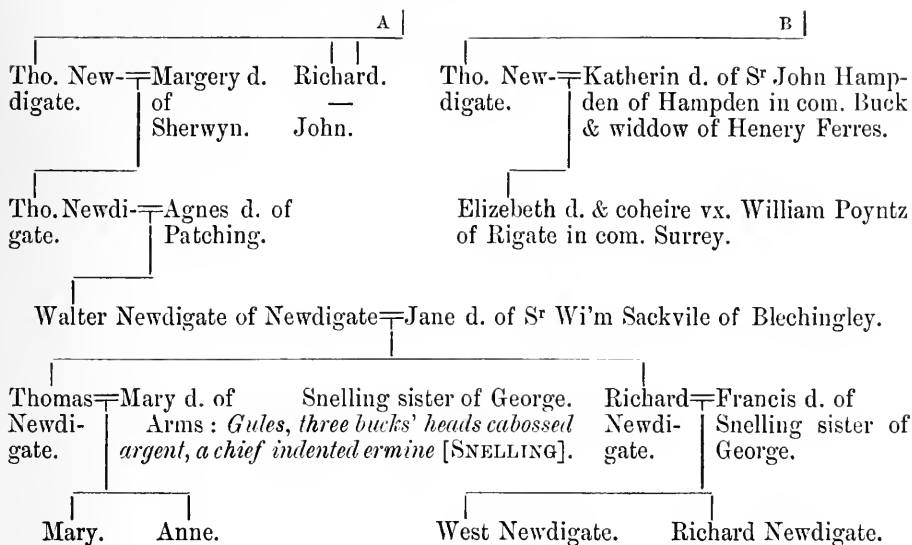 A B
Tho. New- Margery d. Richard. Tho. New- Katherin d. of Sr John Hamp-
digate. of — digate. den of Hampden in com. Buck
Sherwyn. John. & widdow of Henery Ferres.
Tho. Newdi- Agnes d. of Elizebeth d. & coheire vx. William Poyntz
gate. Patching. of Rigate in com. Surrey.
Walter Newdigate of Newdigate Jane d. of Sr Wi'm Sackvile of Blechingley.
Thomas Mary d. of Snelling sister of George. Richard Francis d. of
Newdi- Arms : Gules, three bucks' heads cabossed Newdi- Snelling sister of
gate. argent, a chief indented ermine [SNELLING]. gate. George.
Mary. Anne. West Newdigate. Richard Newdigate.